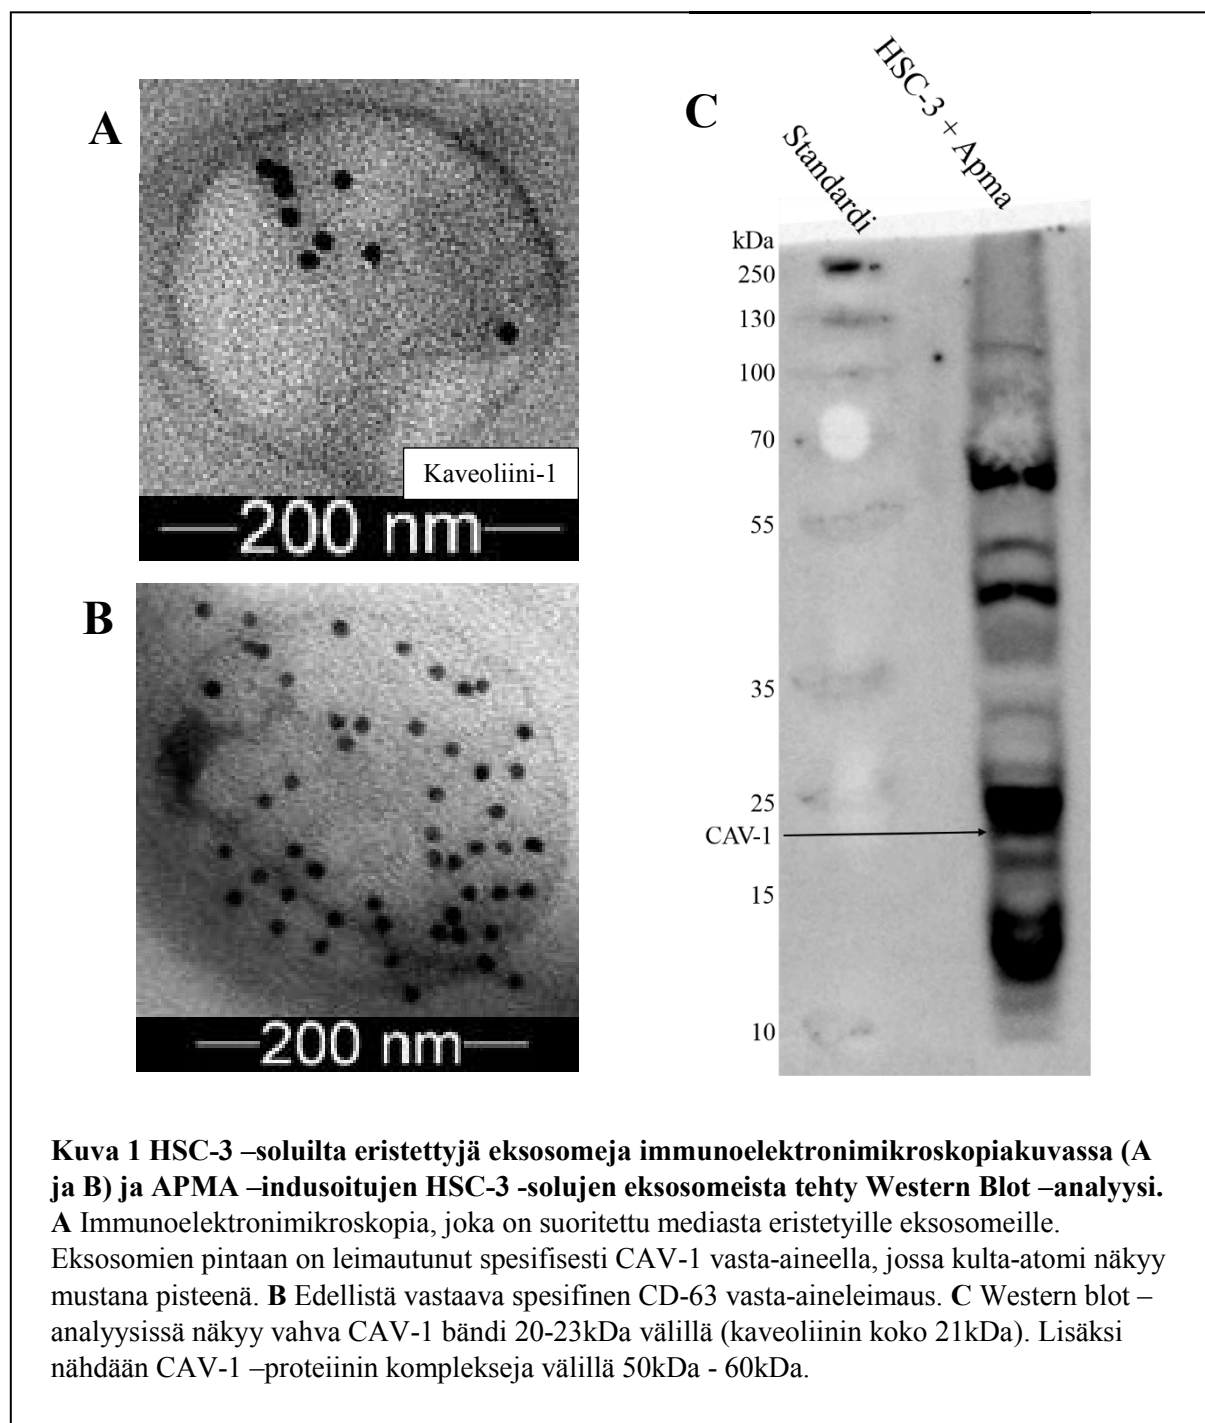 A
Kaveoliini-1
200 nm
B
200 nm
C
Standardi
HSC-3 + Apma
kDa
250
130
100
70
55
35
25
CAV-1
15
10
Kuva 1 HSC-3 –soluilta eristettyjä eksosomeja immunoelektronimikroskopiakuvassa (A
ja B) ja APMA –indusoitujen HSC-3 -solujen eksosomeista tehty Western Blot –analyysi.
A Immunoelektronimikroskopia, joka on suoritettu mediasta eristetyille eksosomeille.
Eksosomien pintaan on leimautunut spesifisesti CAV-1 vasta-aineella, jossa kulta-atomi näkyy
mustana pisteenä. B Edellistä vastaava spesifinen CD-63 vasta-aineleimaus. C Western blot –
analyysissä näkyy vahva CAV-1 bändi 20-23kDa välillä (kaveoliinin koko 21kDa). Lisäksi
nähdään CAV-1 –proteiinin komplekseja välillä 50kDa - 60kDa.